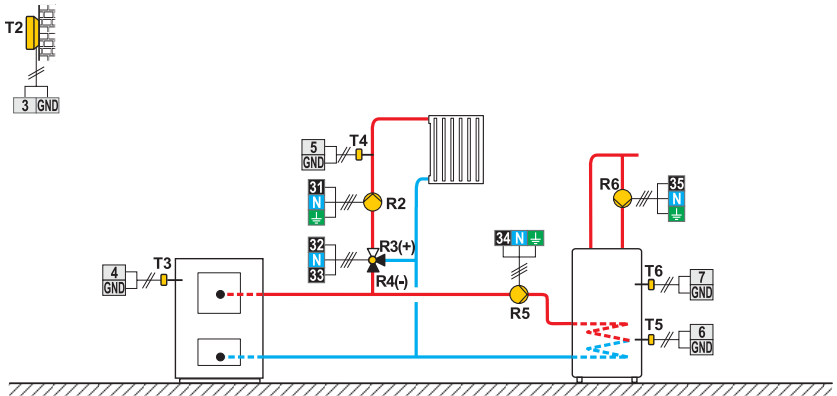 T2
3 GND
T4
5
GND
31
N
R2
32
N
33
R3(+)
R4(-)
T3
4
GND
34 N
R5
R6
35
N
T6
7
GND
T5
6
GND